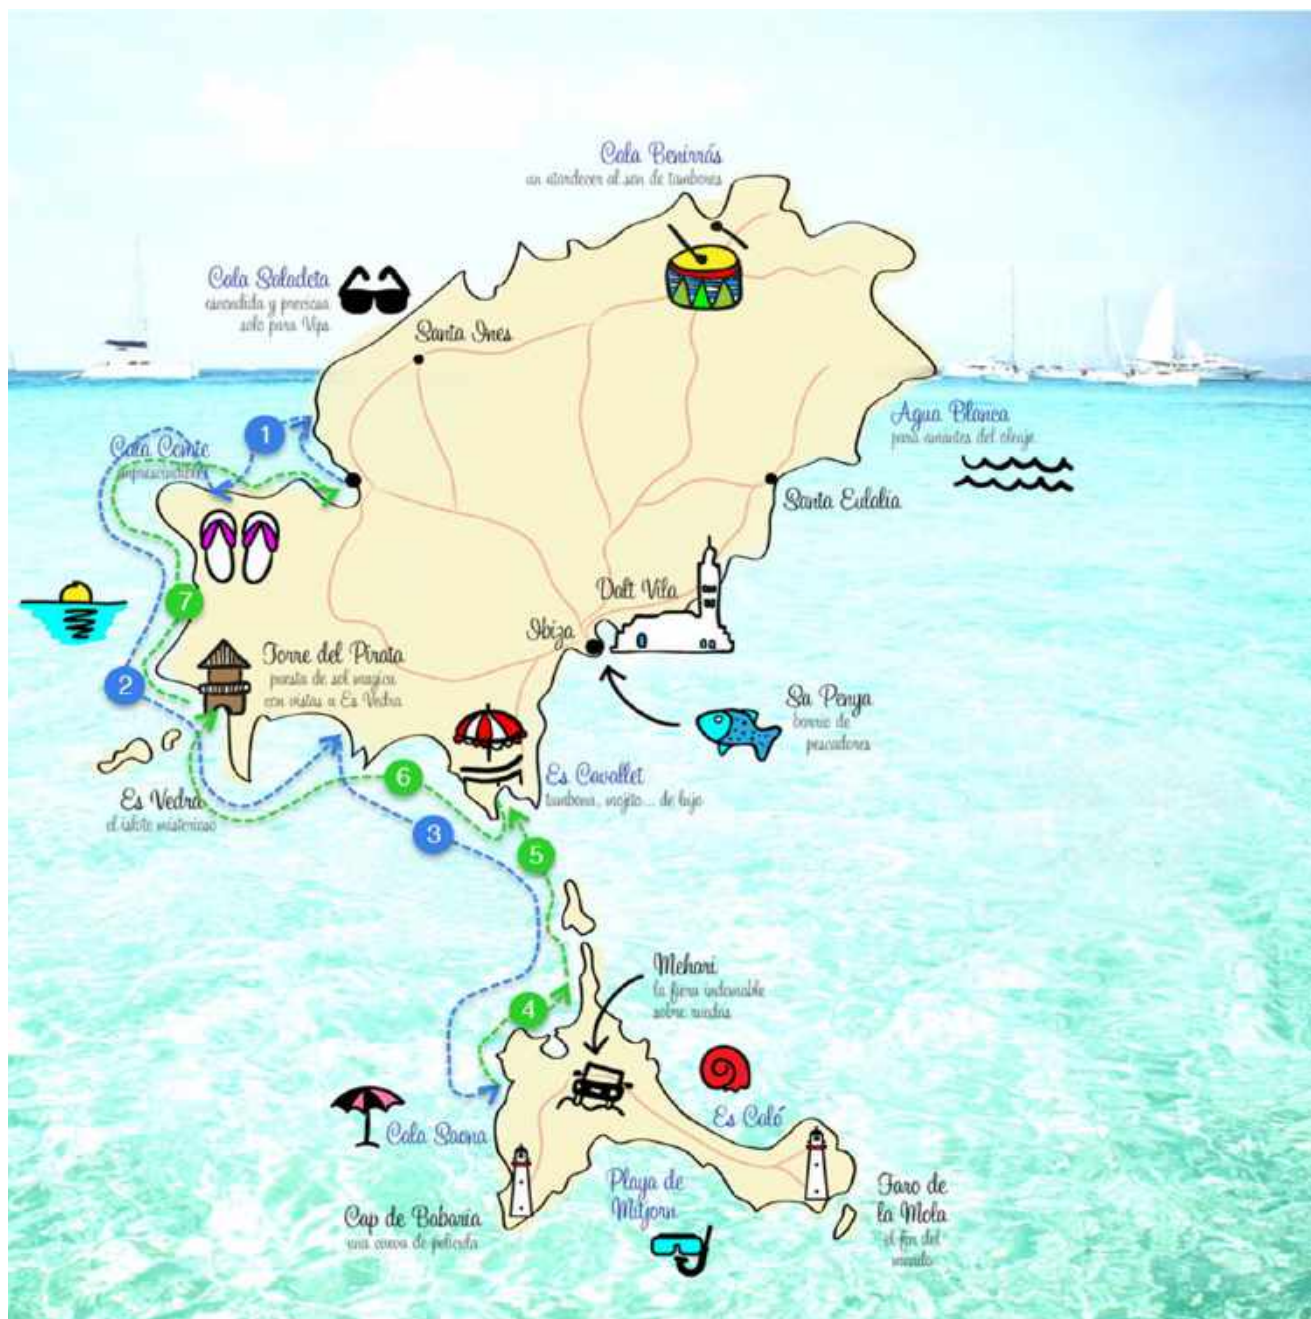 Cala Benirrás
un atardecer al son de tambores
Cala Saladeta
escondida y preciosa
solo para Vips
Santa Ines
1
Cala Comte
imprescindible
Agua Blanca
para amantes del oleaje
Santa Eulalia
Dalt Vila
7
Ibiza
Torre del Pirata
puesta de sol magica
con vistas a Es Vedra
2
Sa Penya
barrio de
pescadores
6
Es Cavallet
tumbona, mojito... de lujo
Es Vedra
el islote misterioso
3
5
Mehari
la fiera indomable
sobre ruedas
4
Es Caló
Cala Saona
Playa de
Mitjorn
Cap de Babaria
una cueva de pelicula
Faro de
la Mola
el fin del
mundo